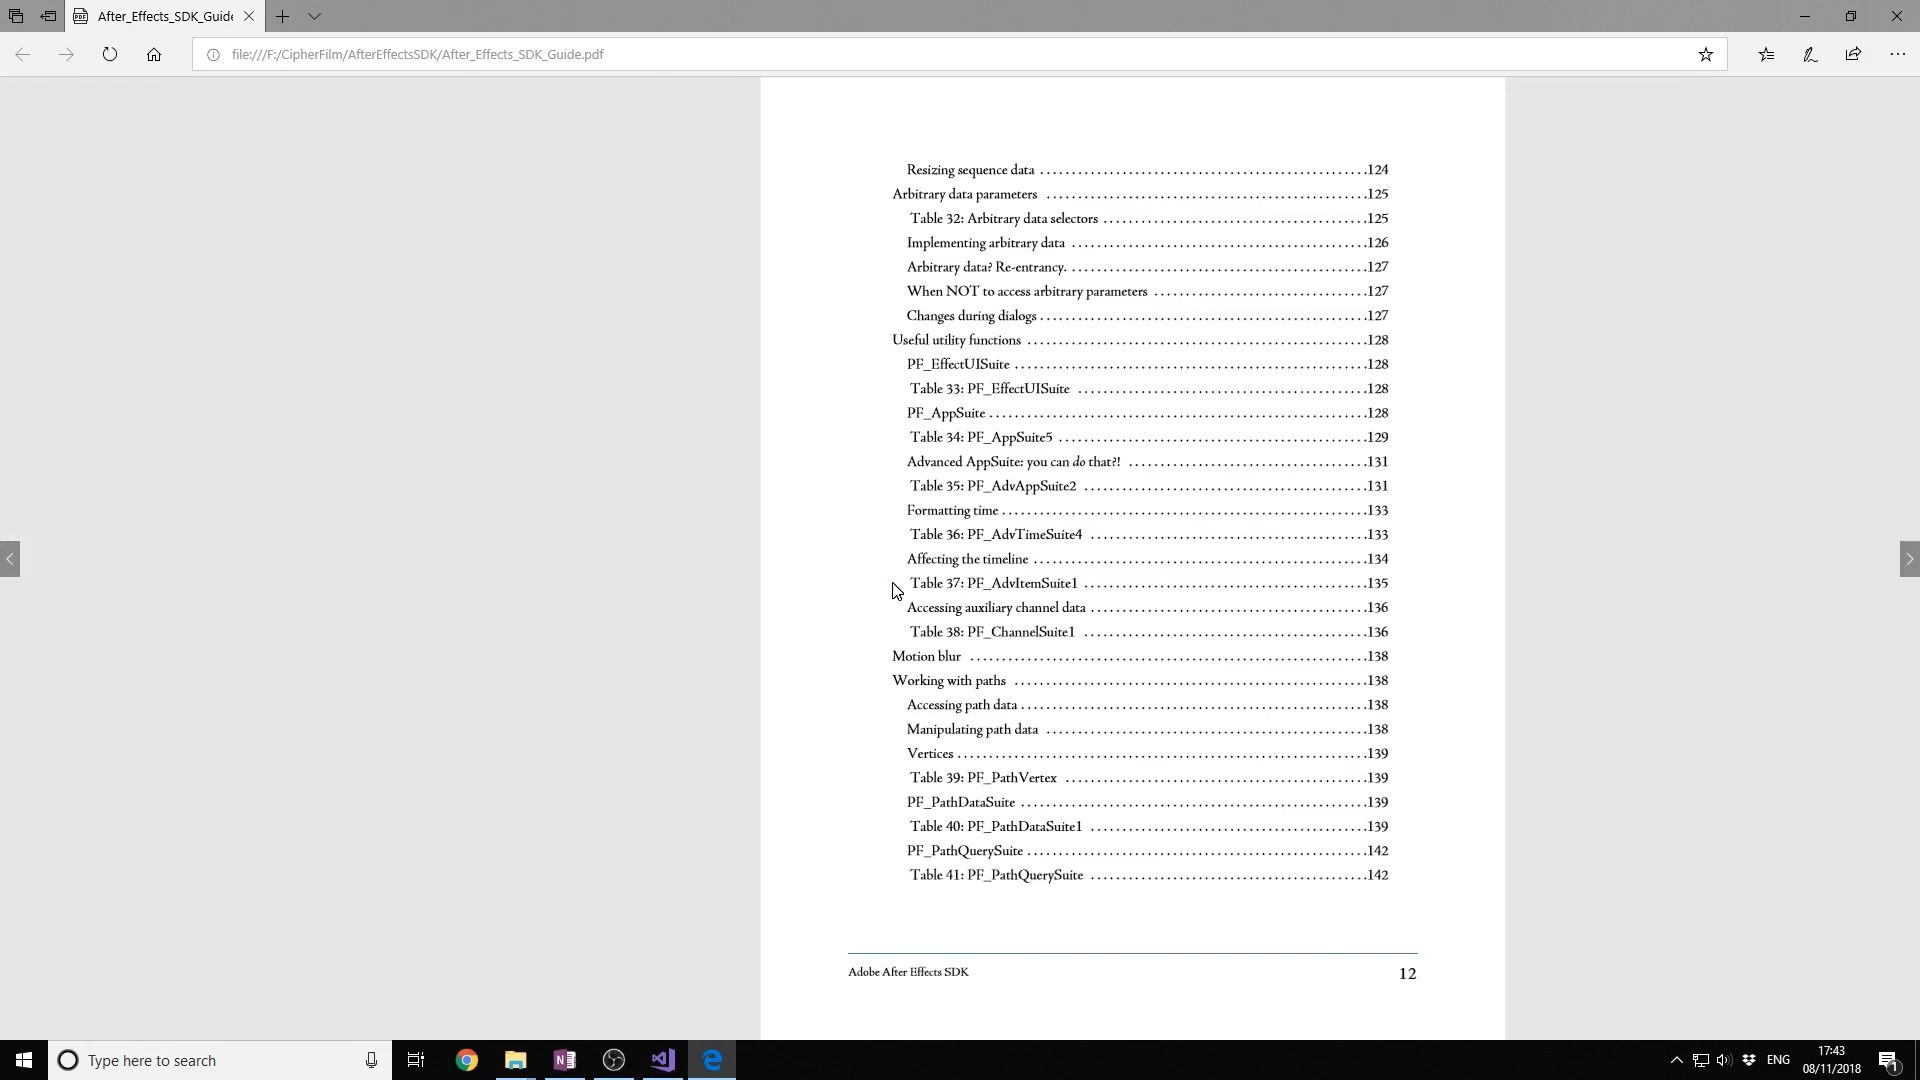 After_Effects_SDK_Guide
file:///F:/CipherFilm/AfterEffectsSDK/After_Effects_SDK_Guide.pdf
Resizing sequence data ........................................................124
Arbitrary data parameters ........................................................125
Table 32: Arbitrary data selectors ........................................................125
Implementing arbitrary data ........................................................126
Arbitrary data? Re-entrancy. ........................................................127
When NOT to access arbitrary parameters ........................................................127
Changes during dialogs ........................................................127
Useful utility functions ........................................................128
PF_EffectUISuite ........................................................128
Table 33: PF_EffectUISuite ........................................................128
PF_AppSuite ........................................................128
Table 34: PF_AppSuite5 ........................................................129
Advanced AppSuite: you can do that?! ........................................................131
Table 35: PF_AdvAppSuite2 ........................................................131
Formatting time ........................................................133
Table 36: PF_AdvTimeSuite4 ........................................................133
Affecting the timeline ........................................................134
Table 37: PF_AdvItemSuite1 ........................................................135
Accessing auxiliary channel data ........................................................136
Table 38: PF_ChannelSuite1 ........................................................136
Motion blur ........................................................138
Working with paths ........................................................138
Accessing path data ........................................................138
Manipulating path data ........................................................138
Vertices ........................................................139
Table 39: PF_PathVertex ........................................................139
PF_PathDataSuite ........................................................139
Table 40: PF_PathDataSuite1 ........................................................139
PF_PathQuerySuite ........................................................142
Table 41: PF_PathQuerySuite ........................................................142
Adobe After Effects SDK 12
Type here to search
ENG
17:43
08/11/2018
1